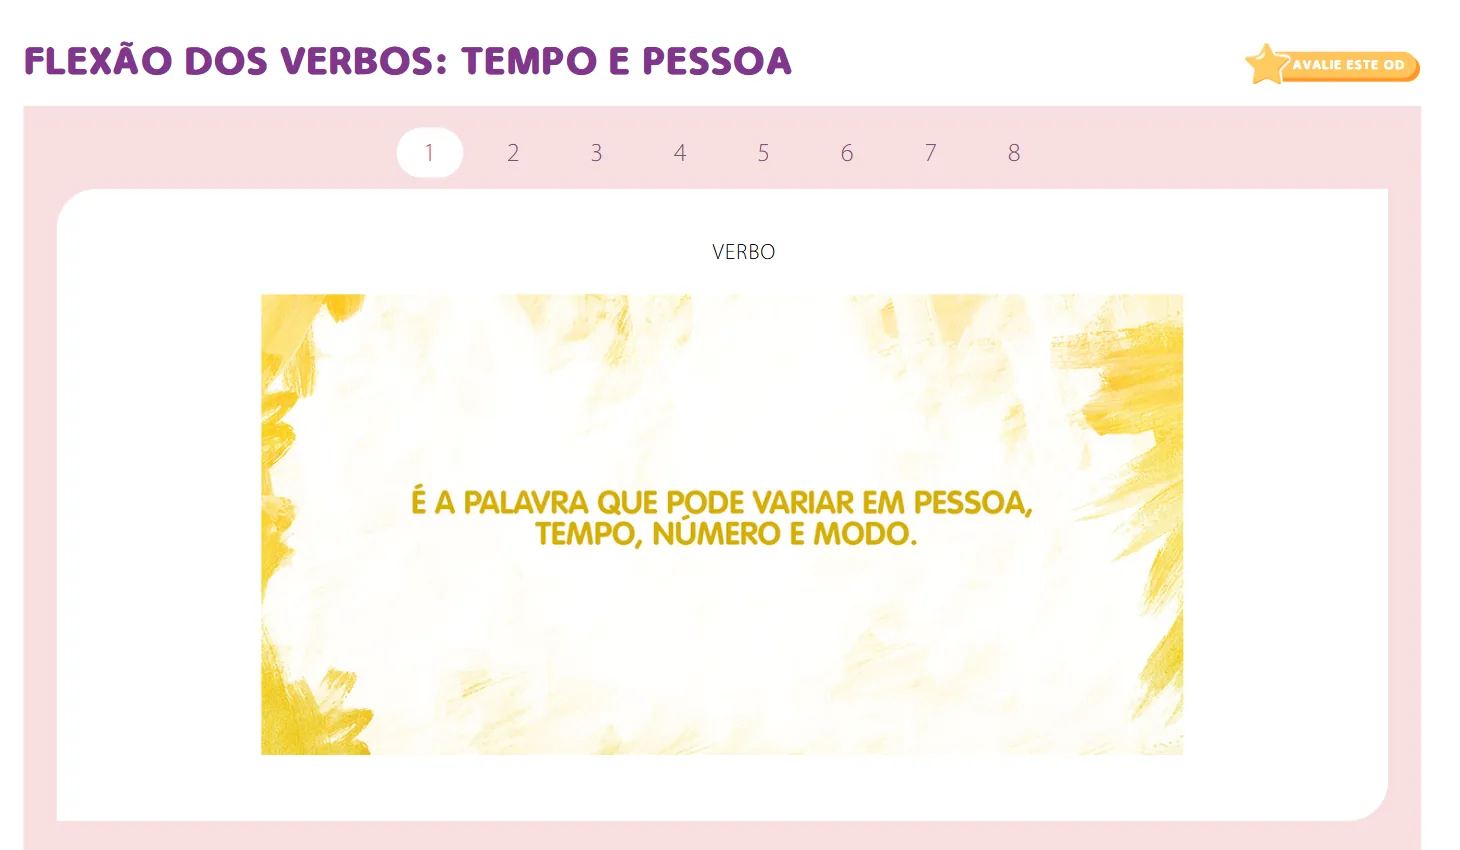 FLEXÃO DOS VERBOS: TEMPO E PESSOA
AVALIE ESTE OD
1 2 3 4 5 6 7 8
VERBO
É A PALAVRA QUE PODE VARIAR EM PESSOA,
TEMPO, NÚMERO E MODO.